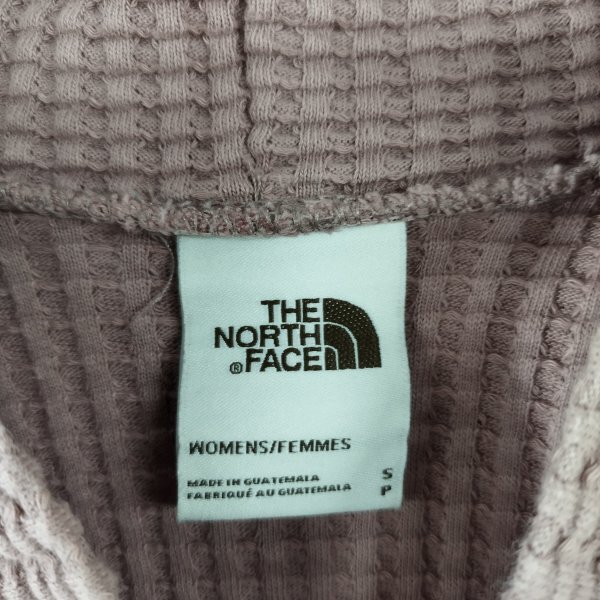 THE
NORTH
® FACE
WOMENS/FEMMES
MADE IN GUATEMALA S
FABRIQUÉ AU GUATEMALA P